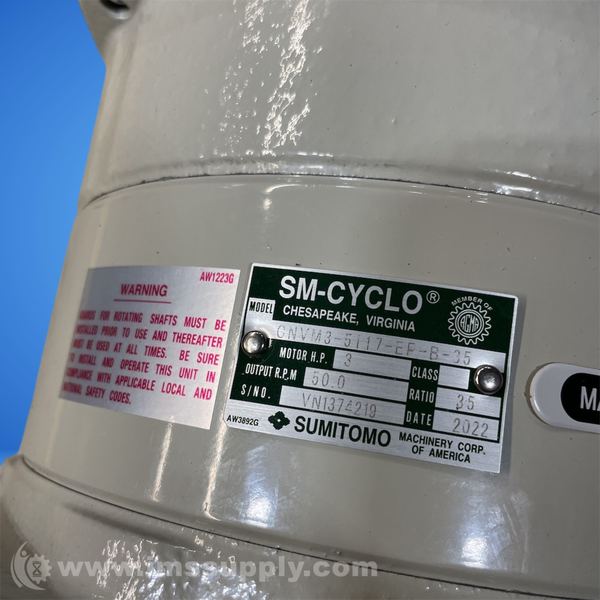 AW1223G
WARNING
GUARDS FOR ROTATING SHAFTS MUST BE
INSTALLED PRIOR TO USE AND THEREAFTER
USED AT ALL TIMES. BE SURE
TO INSTALL AND OPERATE THIS UNIT IN
COMPLIANCE WITH APPLICABLE LOCAL AND
NATIONAL SAFETY CODES.
SM-CYCLO®
CHESAPEAKE, VIRGINIA
MEMBER OF
AGMA
MODEL CNVM3-5117-EP-B-35
MOTOR H.P. 3 CLASS
OUTPUT R.P.M 50.0 RATIO 35
S/NO. VN1374219 DATE 2022
AW3892G SUMITOMO MACHINERY CORP.
OF AMERICA
MA
www.imssupply.com